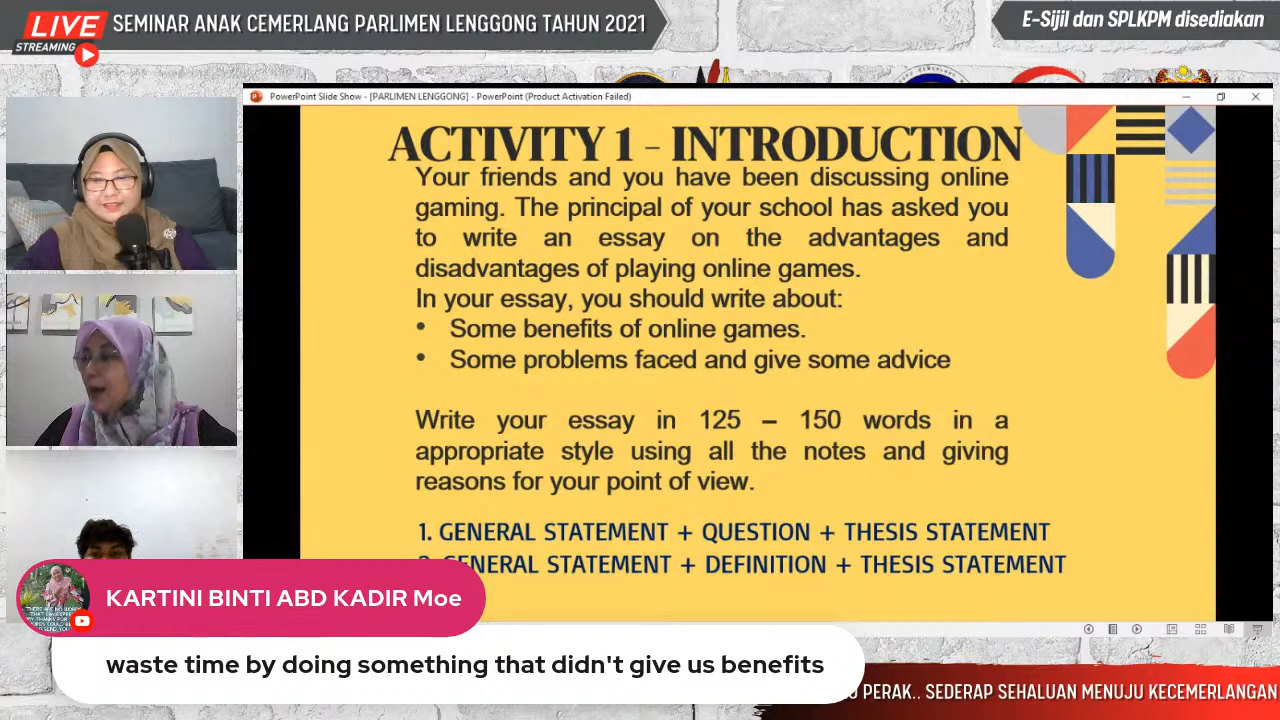 LIVE
STREAMING
SEMINAR ANAK CEMERLANG PARLIMEN LENGGONG TAHUN 2021
E-Sijil dan SPLKPM disediakan
PowerPoint Slide Show - [PARLIMEN LENGGONG] - PowerPoint (Product Activation Failed)
ACTIVITY 1 - INTRODUCTION
Your friends and you have been discussing online
gaming. The principal of your school has asked you
to write an essay on the advantages and
disadvantages of playing online games.
In your essay, you should write about:
• Some benefits of online games.
• Some problems faced and give some advice
Write your essay in 125 – 150 words in a
appropriate style using all the notes and giving
reasons for your point of view.
1. GENERAL STATEMENT + QUESTION + THESIS STATEMENT
GENERAL STATEMENT + DEFINITION + THESIS STATEMENT
KARTINI BINTI ABD KADIR Moe
waste time by doing something that didn't give us benefits
PERAK.. SEDERAP SEHALUAN MENUJU KECEMERLANGAN